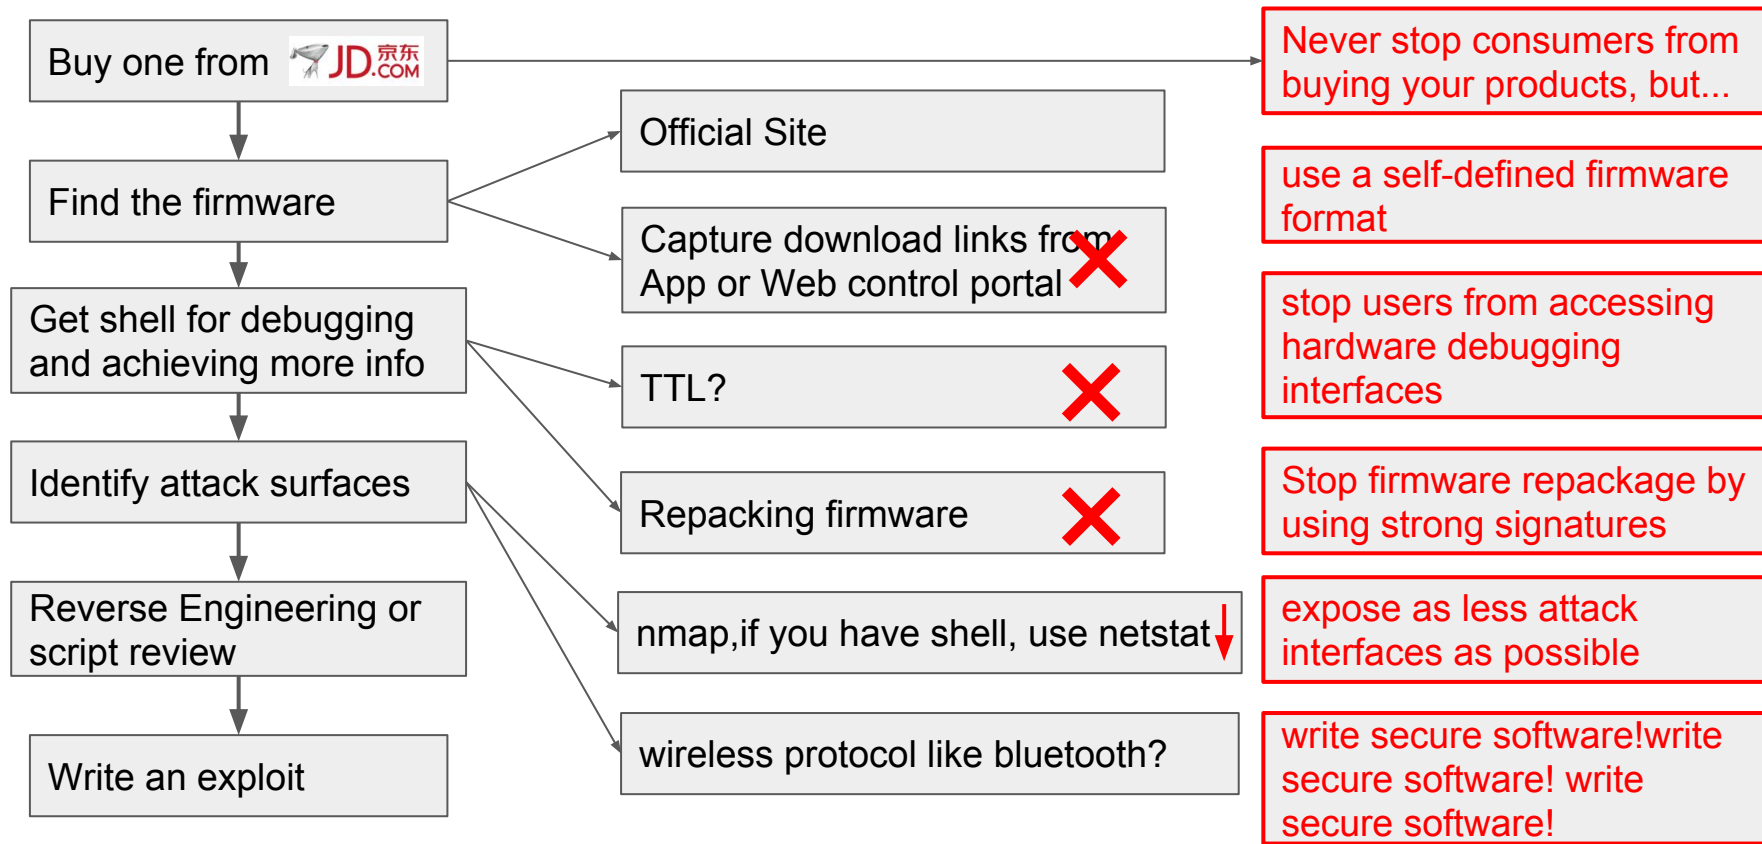 Buy one from
JD 京东
.COM
Never stop consumers from
buying your products, but...
Official Site
Find the firmware
use a self-defined firmware
format
Capture download links from
App or Web control portal
Get shell for debugging
and achieving more info
stop users from accessing
hardware debugging
interfaces
TTL?
Identify attack surfaces
Repacking firmware
Stop firmware repackage by
using strong signatures
Reverse Engineering or
script review
nmap,if you have shell, use netstat
expose as less attack
interfaces as possible
Write an exploit
wireless protocol like bluetooth?
write secure software!write
secure software! write
secure software!